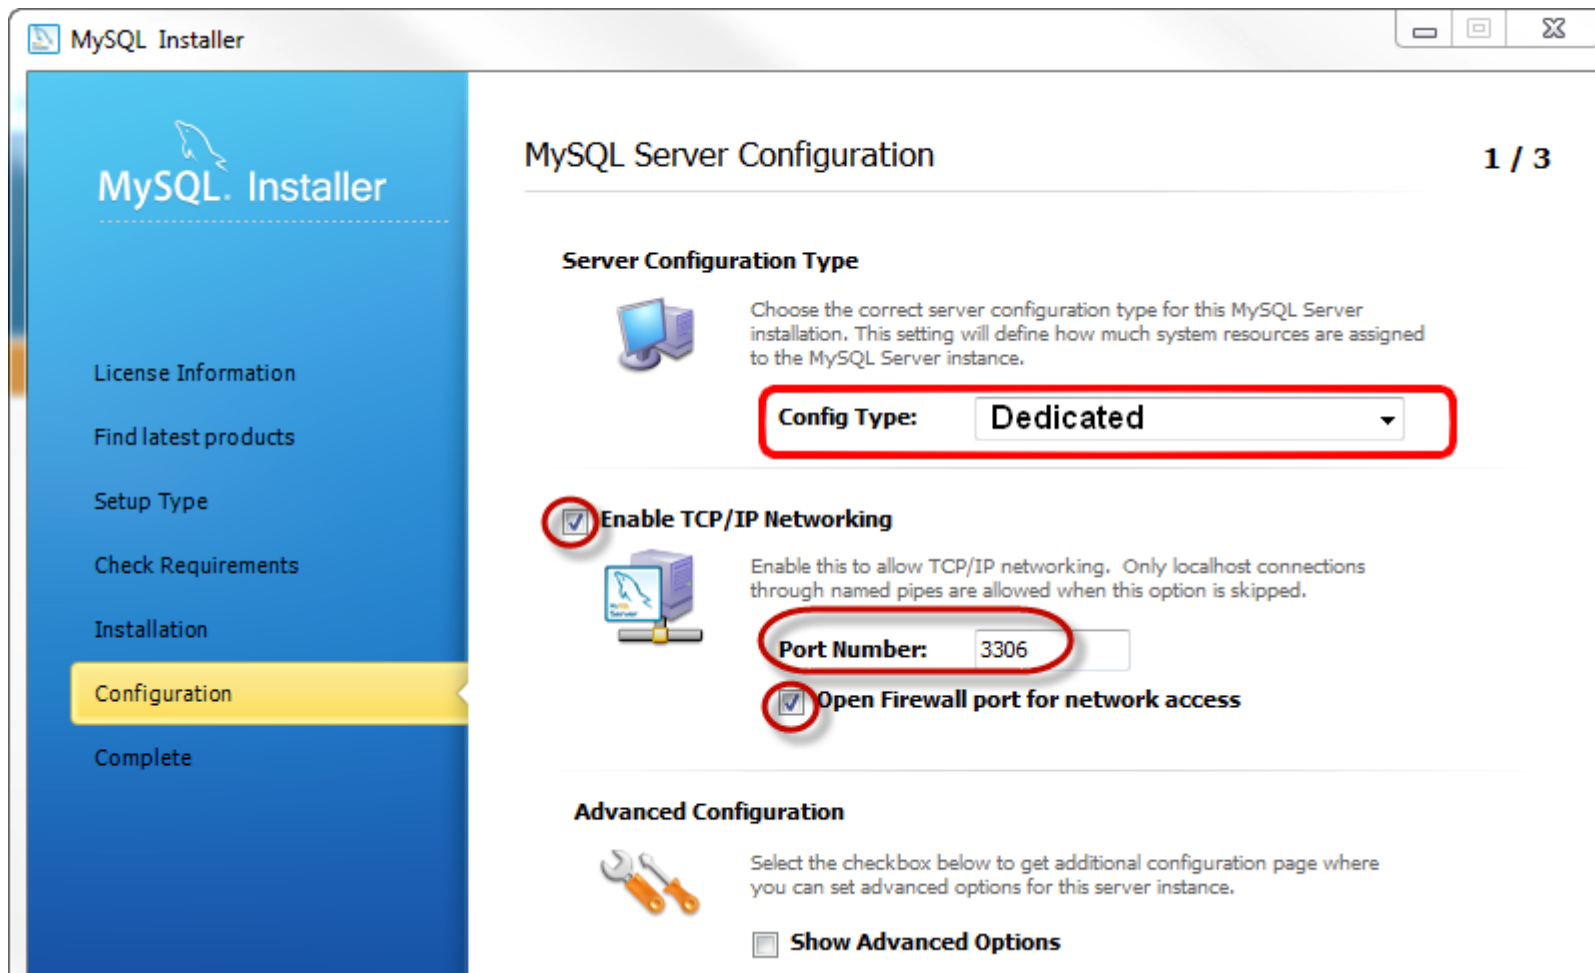 MySQL Installer
MySQL. Installer
License Information
Find latest products
Setup Type
Check Requirements
Installation
Configuration
Complete
MySQL Server Configuration
1 / 3
Server Configuration Type
Choose the correct server configuration type for this MySQL Server
installation. This setting will define how much system resources are assigned
to the MySQL Server instance.
Config Type: Dedicated
Enable TCP/IP Networking
Enable this to allow TCP/IP networking. Only localhost connections
through named pipes are allowed when this option is skipped.
Port Number: 3306
Open Firewall port for network access
Advanced Configuration
Select the checkbox below to get additional configuration page where
you can set advanced options for this server instance.
Show Advanced Options